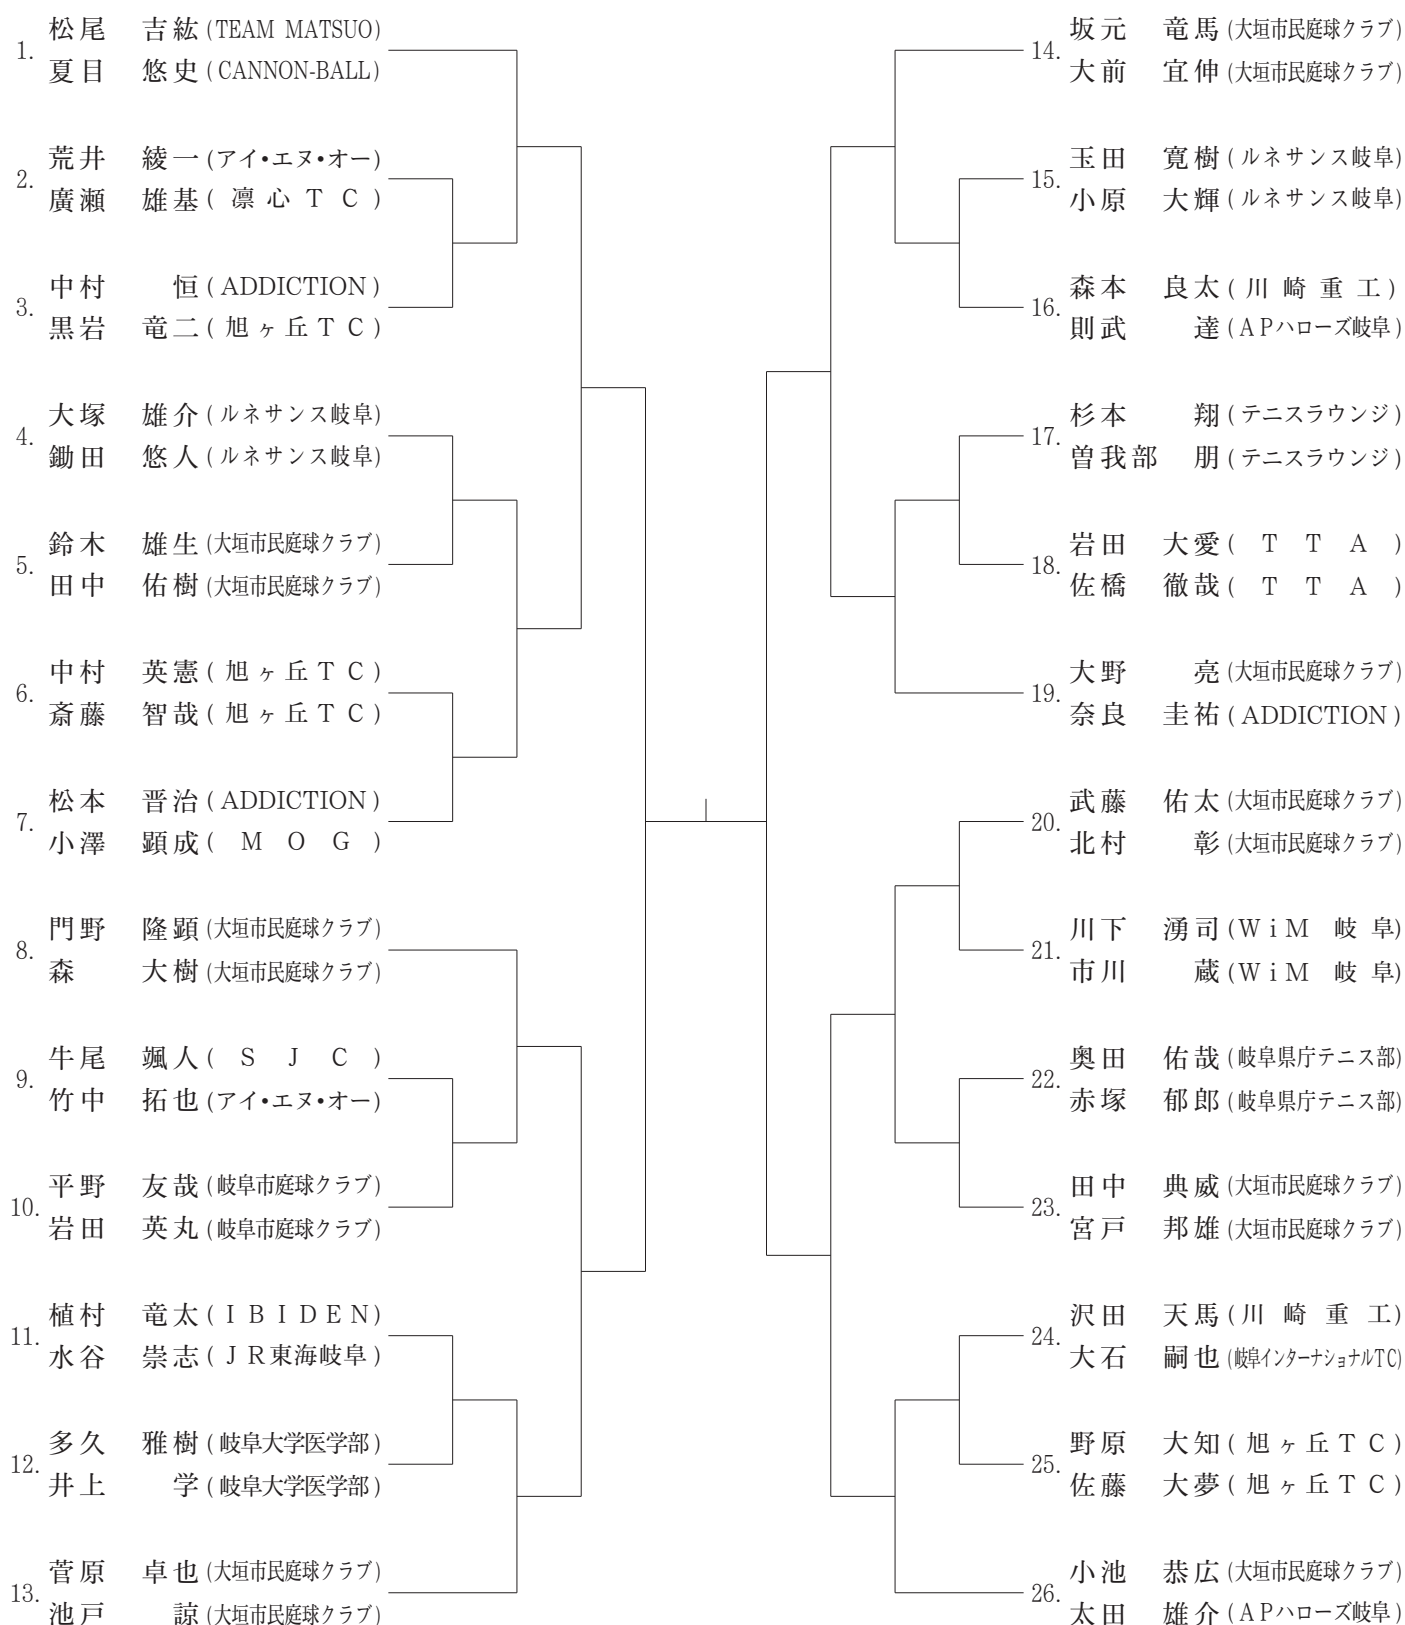 1. 松尾 吉紘 (TEAM MATSUO)
夏目 悠史 (CANNON-BALL)
2. 荒井 綾一 (アイ•エヌ•オー)
廣瀬 雄基 (凛心TC)
3. 中村 恒 (ADDICTION)
黒岩 竜二 (旭ヶ丘TC)
4. 大塚 雄介 (ルネサンス岐阜)
鋤田 悠人 (ルネサンス岐阜)
5. 鈴木 雄生 (大垣市民庭球クラブ)
田中 佑樹 (大垣市民庭球クラブ)
6. 中村 英憲 (旭ヶ丘TC)
斎藤 智哉 (旭ヶ丘TC)
7. 松本 晋治 (ADDICTION)
小澤 顕成 (MOG)
8. 門野 隆顕 (大垣市民庭球クラブ)
森 大樹 (大垣市民庭球クラブ)
9. 牛尾 颯人 (SJC)
竹中 拓也 (アイ•エヌ•オー)
10. 平野 友哉 (岐阜市庭球クラブ)
岩田 英丸 (岐阜市庭球クラブ)
11. 植村 竜太 (IBIDEN)
水谷 崇志 (JR東海岐阜)
12. 多久 雅樹 (岐阜大学医学部)
井上 学 (岐阜大学医学部)
13. 菅原 卓也 (大垣市民庭球クラブ)
池戸 諒 (大垣市民庭球クラブ)
14. 坂元 竜馬 (大垣市民庭球クラブ)
大前 宜伸 (大垣市民庭球クラブ)
15. 玉田 寛樹 (ルネサンス岐阜)
小原 大輝 (ルネサンス岐阜)
16. 森本 良太 (川崎重工)
則武 達 (APハローズ岐阜)
17. 杉本 翔 (テニスラウンジ)
曽我部 朋 (テニスラウンジ)
18. 岩田 大愛 (TTA)
佐橋 徹哉 (TTA)
19. 大野 亮 (大垣市民庭球クラブ)
奈良 圭祐 (ADDICTION)
20. 武藤 佑太 (大垣市民庭球クラブ)
北村 彰 (大垣市民庭球クラブ)
21. 川下 湧司 (WiM 岐阜)
市川 蔵 (WiM 岐阜)
22. 奥田 佑哉 (岐阜県庁テニス部)
赤塚 郁郎 (岐阜県庁テニス部)
23. 田中 典威 (大垣市民庭球クラブ)
宮戸 邦雄 (大垣市民庭球クラブ)
24. 沢田 天馬 (川崎重工)
大石 嗣也 (岐阜インターナショナルTC)
25. 野原 大知 (旭ヶ丘TC)
佐藤 大夢 (旭ヶ丘TC)
26. 小池 恭広 (大垣市民庭球クラブ)
太田 雄介 (APハローズ岐阜)